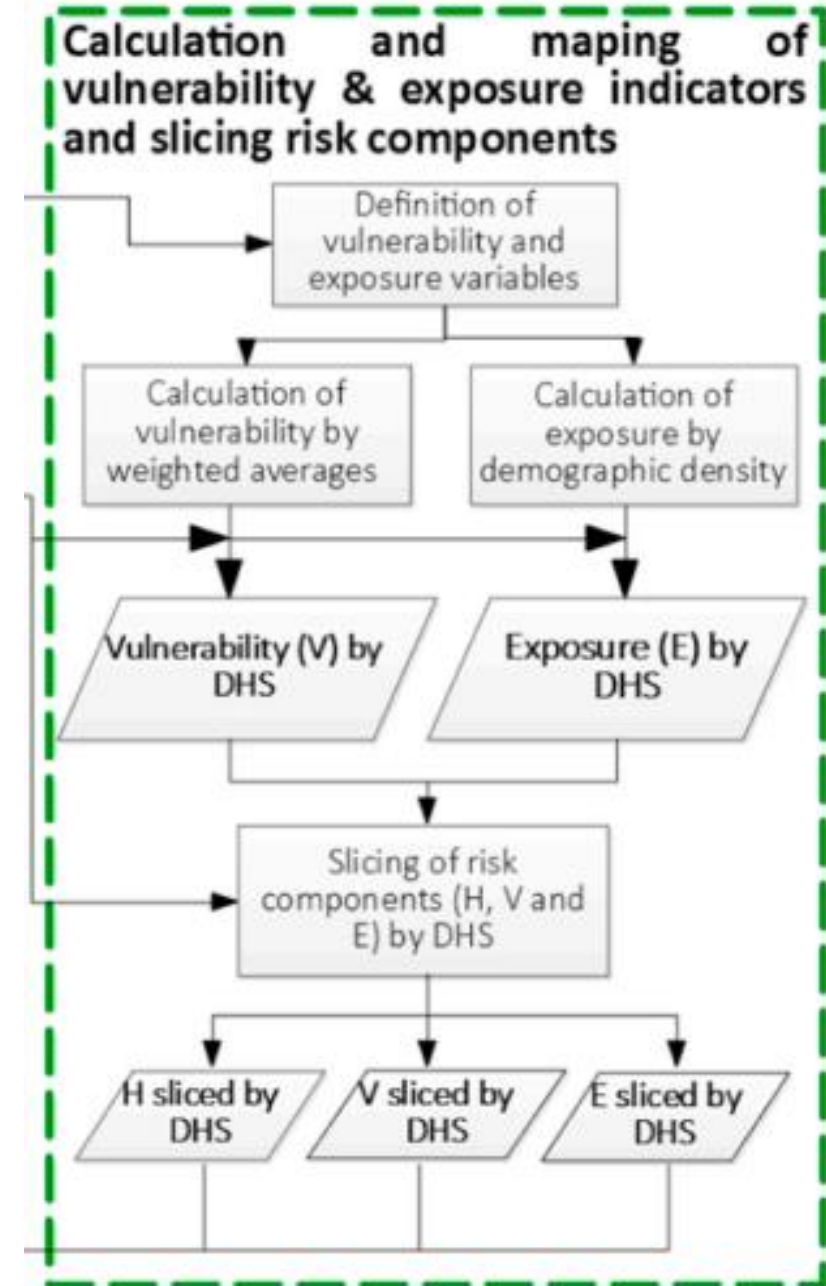 Calculation and maping of
vulnerability & exposure indicators
and slicing risk components
Definition of
vulnerability and
exposure variables
Calculation of
vulnerability by
weighted averages
Calculation of
exposure by
demographic density
Vulnerability (V) by
DHS
Exposure (E) by
DHS
Slicing of risk
components (H, V and
E) by DHS
H sliced by
DHS
V sliced by
DHS
E sliced by
DHS